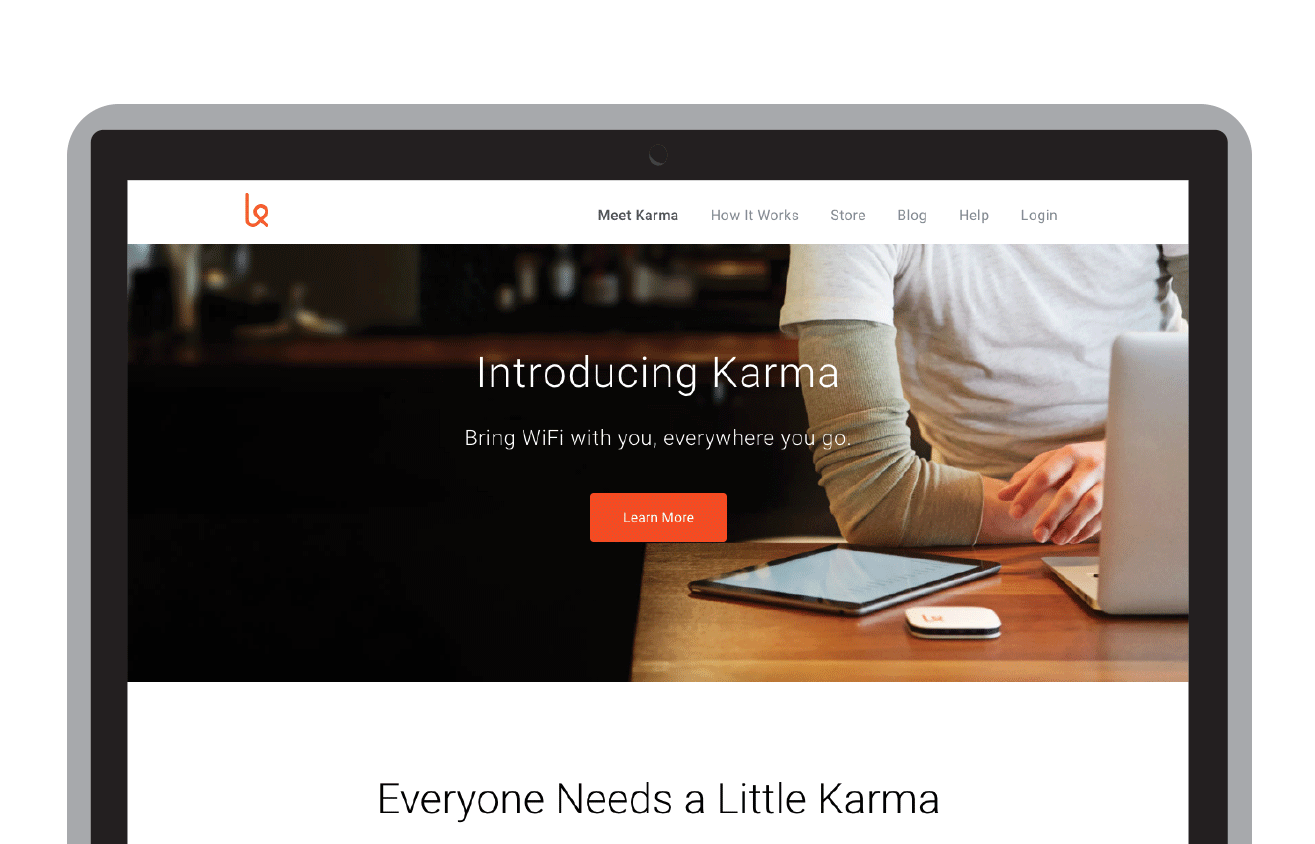 Meet Karma How It Works Store Blog Help Login
Introducing Karma
Bring WiFi with you, everywhere you go.
Learn More
Everyone Needs a Little Karma